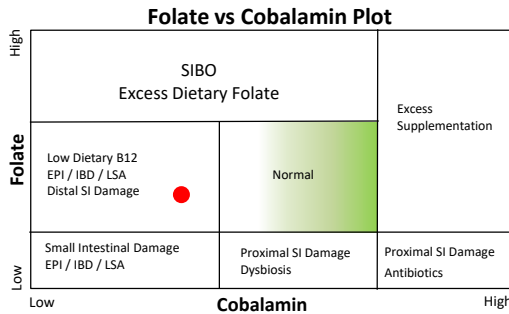 Folate vs Cobalamin Plot
High
SIBO
Excess Dietary Folate
Excess
Supplementation
Folate
Low Dietary B12
EPI / IBD / LSA
Distal SI Damage
Normal
Small Intestinal Damage
EPI / IBD / LSA
Proximal SI Damage
Dysbiosis
Proximal SI Damage
Antibiotics
Low
Low
Cobalamin
High